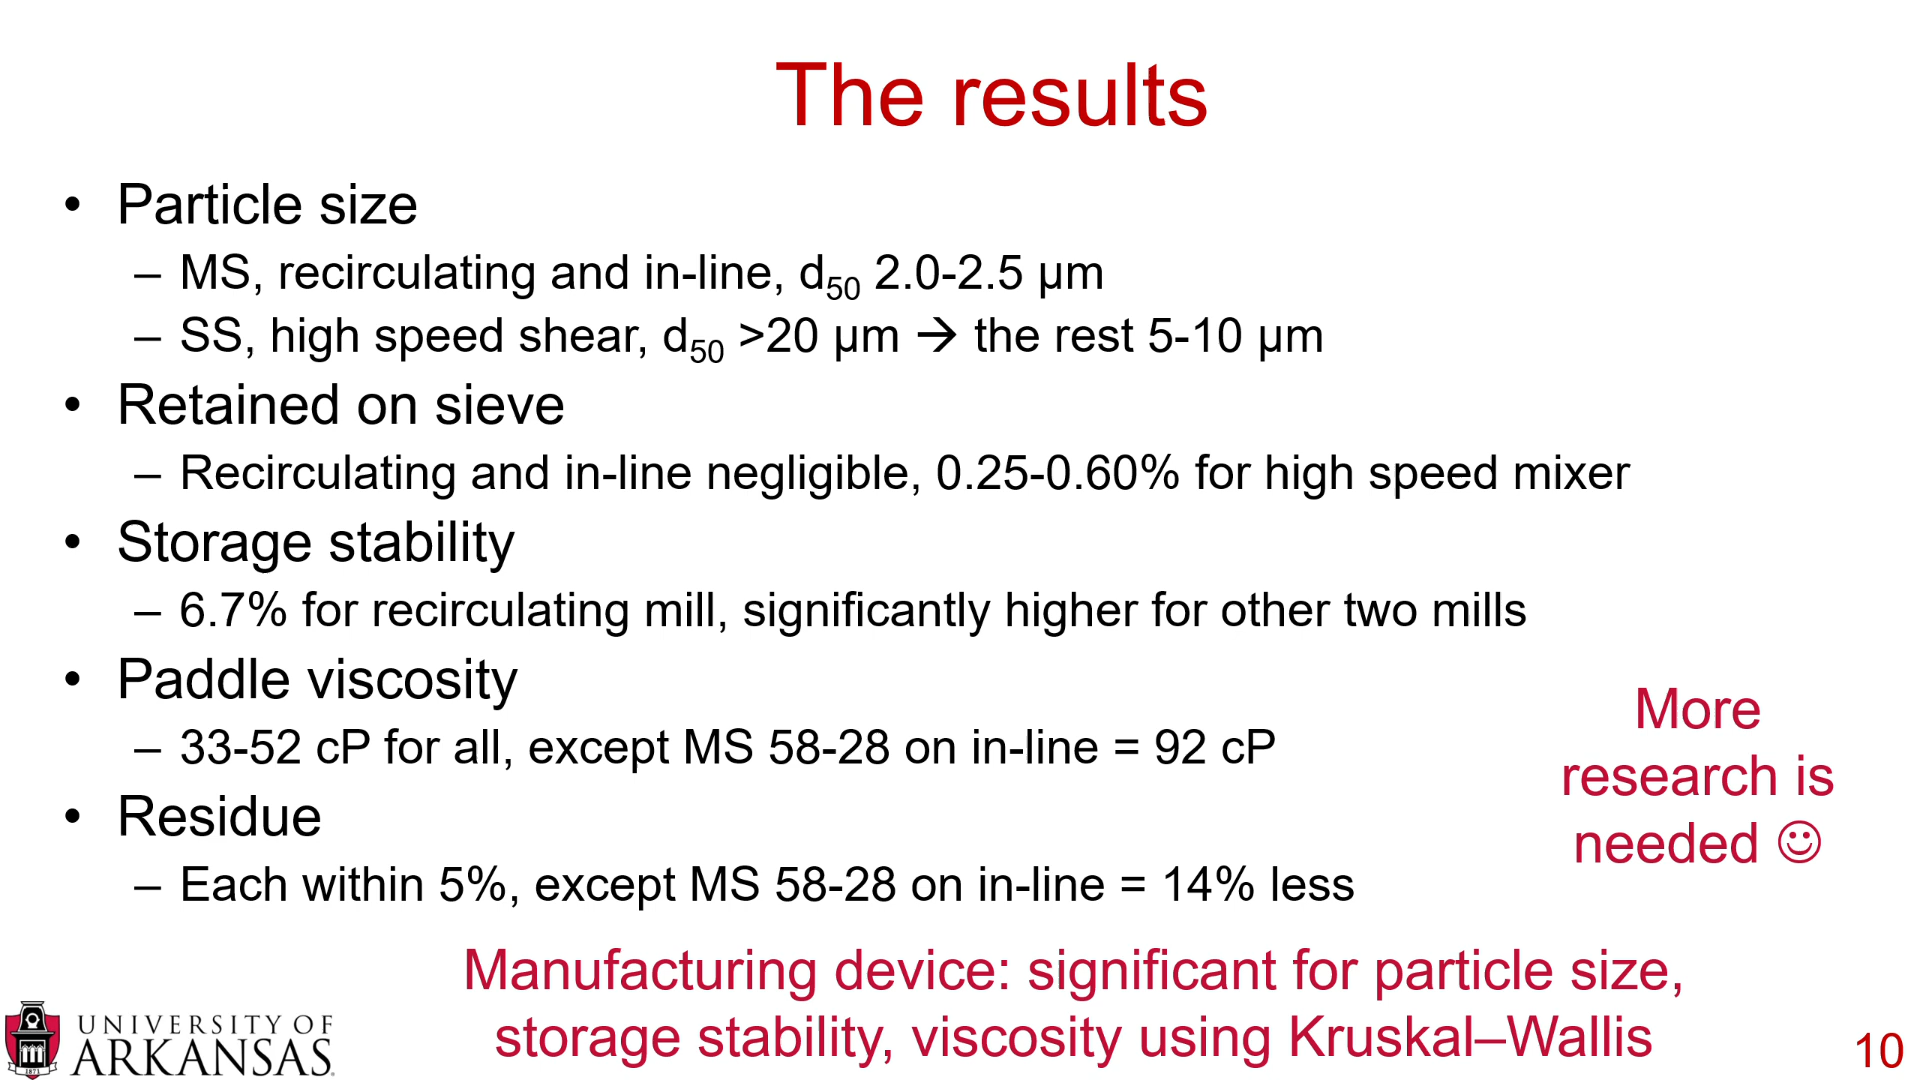 The results
• Particle size
– MS, recirculating and in-line, d50 2.0-2.5 µm
– SS, high speed shear, d50 >20 µm → the rest 5-10 µm
• Retained on sieve
– Recirculating and in-line negligible, 0.25-0.60% for high speed mixer
• Storage stability
– 6.7% for recirculating mill, significantly higher for other two mills
• Paddle viscosity
– 33-52 cP for all, except MS 58-28 on in-line = 92 cP
• Residue
– Each within 5%, except MS 58-28 on in-line = 14% less
More
research is
needed ☺
Manufacturing device: significant for particle size,
storage stability, viscosity using Kruskal–Wallis
1871
UNIVERSITY OF
ARKANSAS
10